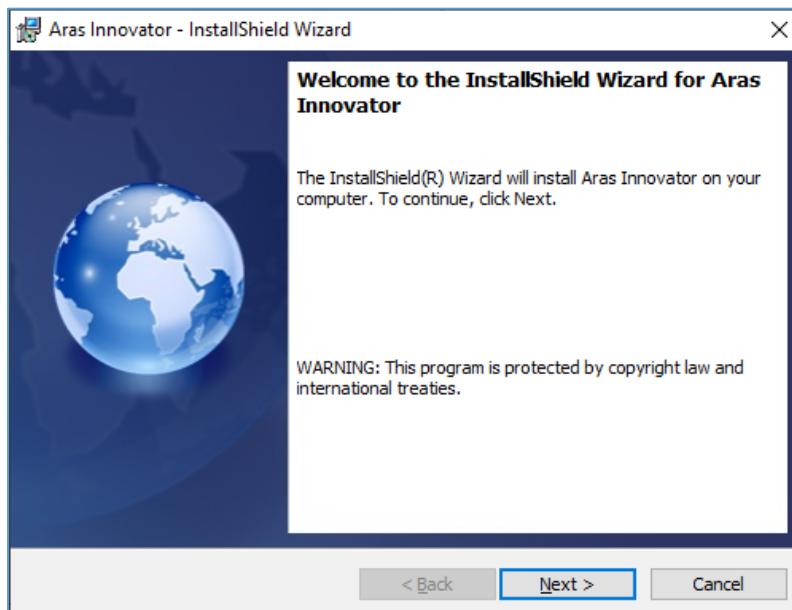 Aras Innovator - InstallShield Wizard
Welcome to the InstallShield Wizard for Aras
Innovator
The InstallShield(R) Wizard will install Aras Innovator on your
computer. To continue, click Next.
WARNING: This program is protected by copyright law and
international treaties.
< Back
Next >
Cancel